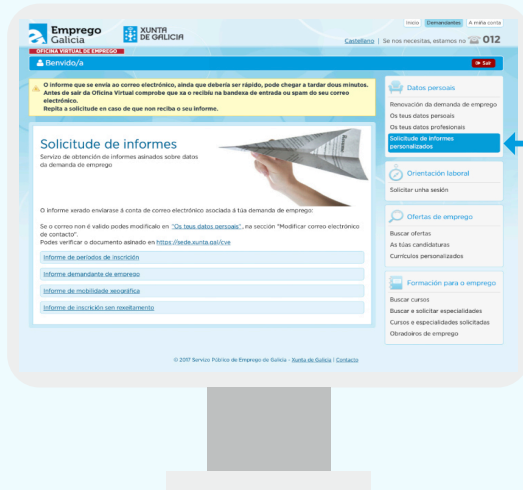 Inicio Demandantes A miña conta
Emprego
Galicia
XUNTA
DE GALICIA
Castellano Se nos necesitas, estamos no 012
OFICINA VIRTUAL DE EMPREGO
Benvido/a
Sair
O informe que se envía ao correo electrónico, aínda que debería ser rápido, pode chegar a tardar dous minutos.
Antes de saír da Oficina Virtual comprobe que xa o recibiu na bandexa de entrada ou spam do seu correo
electrónico.
Repita a solicitude en caso de que non reciba o seu informe.
Solicitude de informes
Servizo de obtención de informes asinados sobre datos
da demanda de emprego
O informe xerado enviarase á conta de correo electrónico asociada á túa demanda de emprego:
Se o correo non é valido podes modificalo en "Os teus datos persoais", na sección "Modificar correo electrónico
de contacto".
Podes verificar o documento asinado en https://sede.xunta.gal/cve
Informe de períodos de inscrición
Informe demandante de emprego
Informe de mobilidade xeográfica
Informe de inscrición sen rexeitamento
Datos persoais
Renovación da demanda de emprego
Os teus datos persoais
Os teus datos profesionais
Solicitude de informes
personalizados
Orientación laboral
Solicitar unha sesión
Ofertas de emprego
Buscar ofertas
As túas candidaturas
Currículos personalizados
Formación para o emprego
Buscar cursos
Buscar e solicitar especialidades
Cursos e especialidades solicitadas
Obradoiros de emprego
© 2017 Servizo Público de Emprego de Galicia - Xunta de Galicia | Contacto